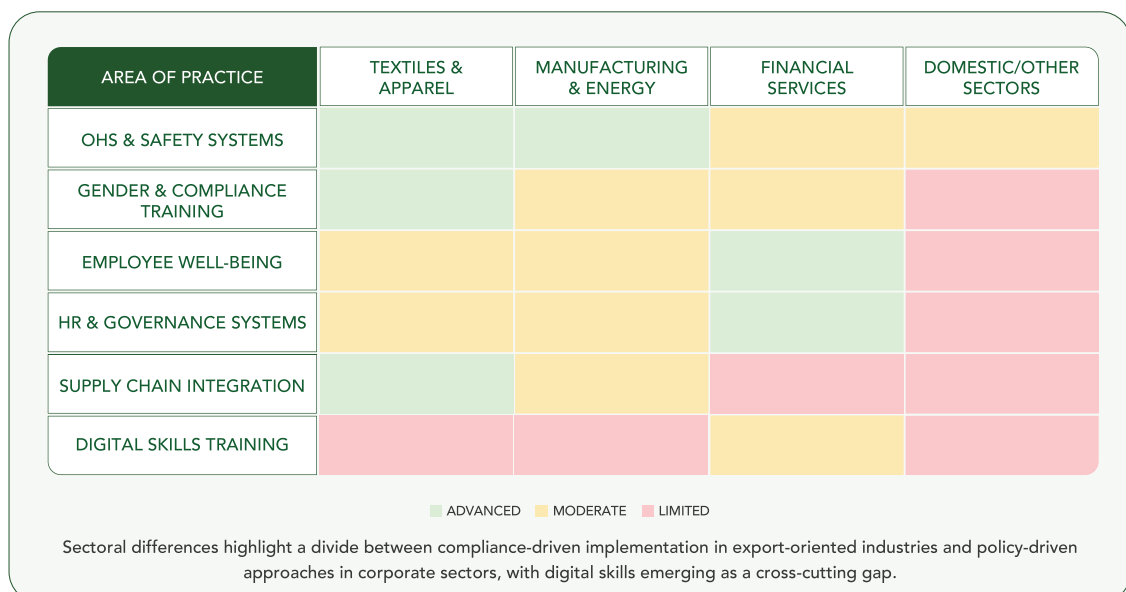 AREA OF PRACTICE
TEXTILES &
APPAREL
MANUFACTURING
& ENERGY
FINANCIAL
SERVICES
DOMESTIC/OTHER
SECTORS
OHS & SAFETY SYSTEMS
GENDER & COMPLIANCE
TRAINING
EMPLOYEE WELL-BEING
HR & GOVERNANCE SYSTEMS
SUPPLY CHAIN INTEGRATION
DIGITAL SKILLS TRAINING
ADVANCED MODERATE LIMITED
Sectoral differences highlight a divide between compliance-driven implementation in export-oriented industries and policy-driven
approaches in corporate sectors, with digital skills emerging as a cross-cutting gap.